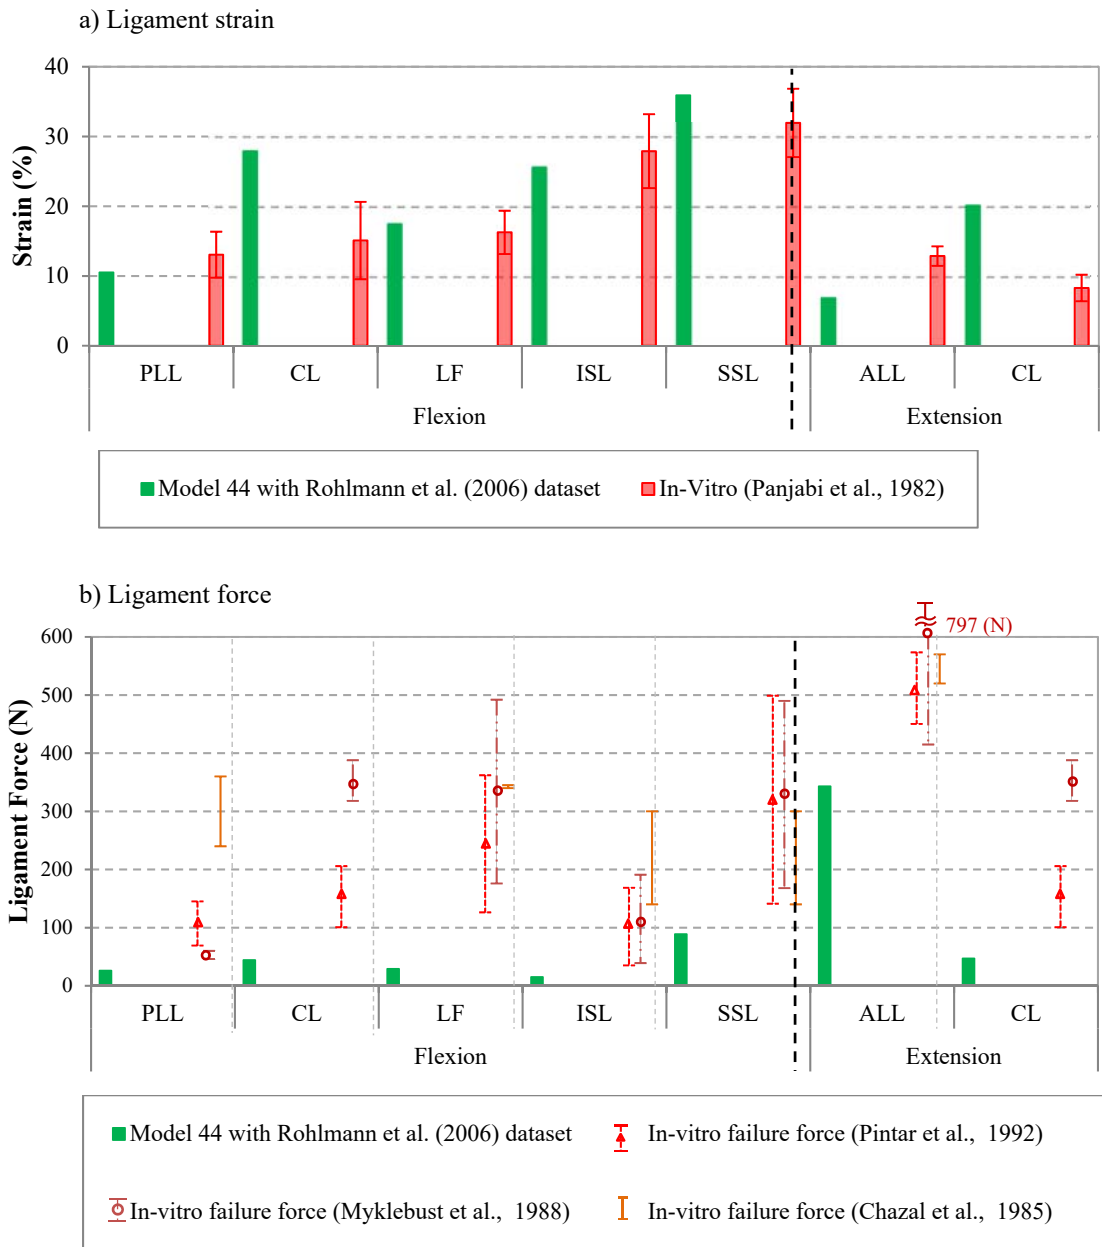 a) Ligament strain
Strain (%)
40
30
20
10
0
PLL CL LF ISL SSL ALL CL
Flexion Extension
Model 44 with Rohlmann et al. (2006) dataset In-Vitro (Panjabi et al., 1982)
b) Ligament force
Ligament Force (N)
797 (N)
600
500
400
300
200
100
0
PLL CL LF ISL SSL ALL CL
Flexion Extension
Model 44 with Rohlmann et al. (2006) dataset In-vitro failure force (Pintar et al., 1992)
In-vitro failure force (Myklebust et al., 1988) In-vitro failure force (Chazal et al., 1985)